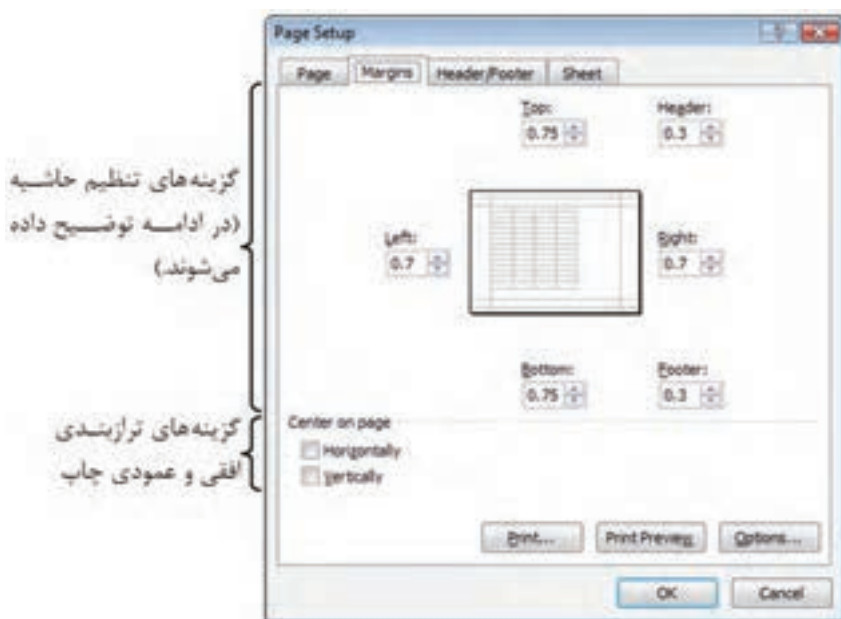 Page Setup
Page Margins Header/Footer Sheet
Top: Header:
0.75 0.3
گزینه‌های تنظیم حاشیه
(در ادامه توضیح داده
می‌شوند.)
Left: Right:
0.7 0.7
Bottom: Footer:
0.75 0.3
گزینه‌های ترازبندی
افقی و عمودی چاپ
Center on page
Horizontally
Vertically
Print... Print Preview Options...
OK Cancel